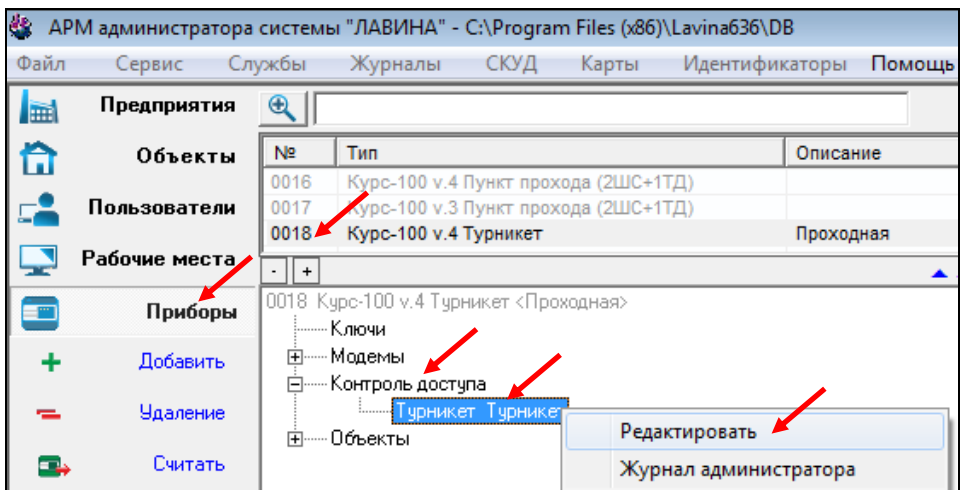 АРМ администратора системы "ЛАВИНА" - C:\Program Files (x86)\Lavina636\DB
Файл Сервис Службы Журналы СКУД Карты Идентификаторы Помощь
Предприятия
Объекты
Пользователи
Рабочие места
Приборы
Добавить
Удаление
Считать
№ Тип Описание
0016 Курс-100 v.4 Пункт прохода (2ШС+1ТД)
0017 Курс-100 v.3 Пункт прохода (2ШС+1ТД)
0018 Курс-100 v.4 Турникет Проходная
- +
0018 Курс-100 v.4 Турникет <Проходная>
Ключи
Модемы
Контроль доступа
Турникет Турникет
Объекты
Редактировать
Журнал администратора